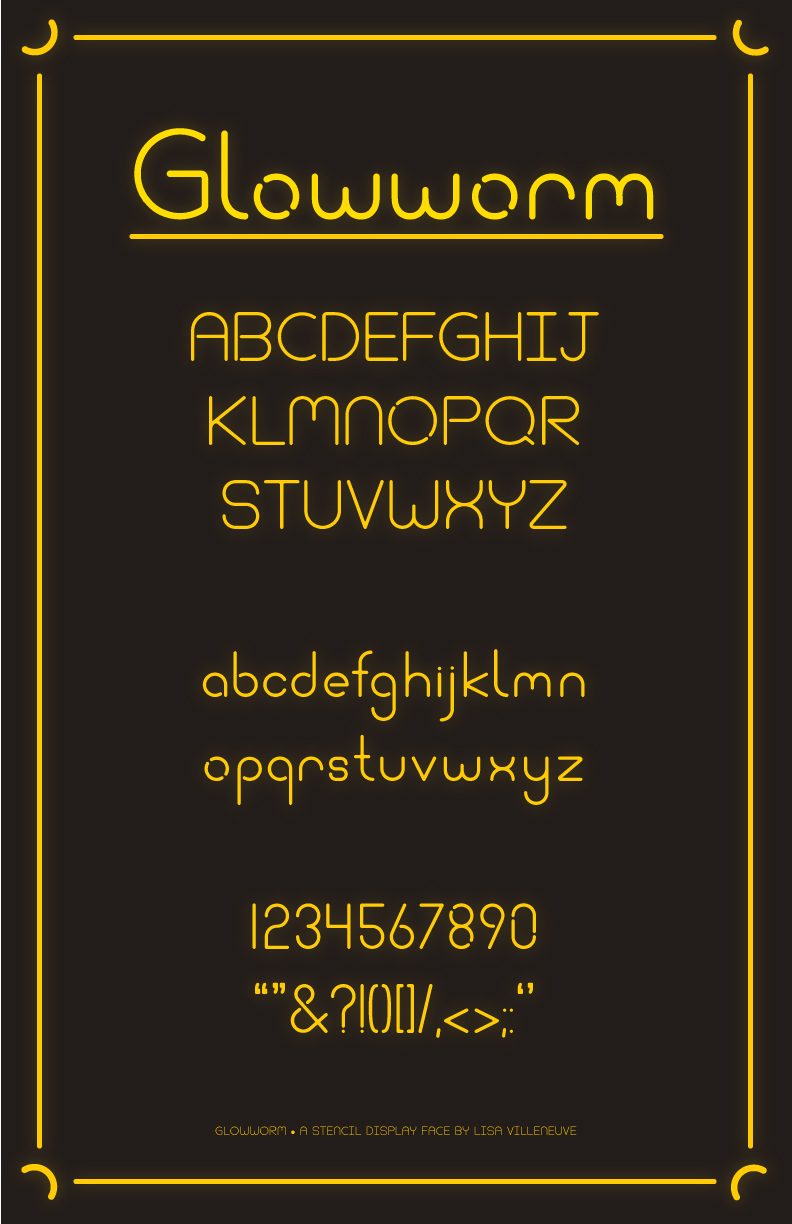 Glowworm
ABCDEFGHIJ
KLMNOPQR
STUVWXYZ
abcdefghijklmn
opqrstuvwxyz
1234567890
“”&?!()[]/,<>;:‘’
GLOWWORM • A STENCIL DISPLAY FACE BY LISA VILLENEUVE